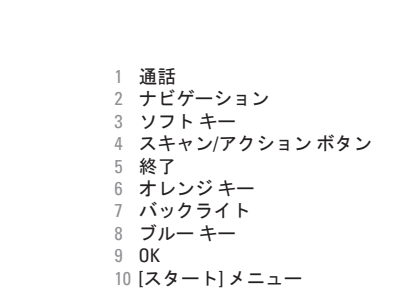 1 通話
2 ナビゲーション
3 ソフト キー
4 スキャン/アクション ボタン
5 終了
6 オレンジ キー
7 バックライト
8 ブルー キー
9 OK
10 [スタート] メニュー